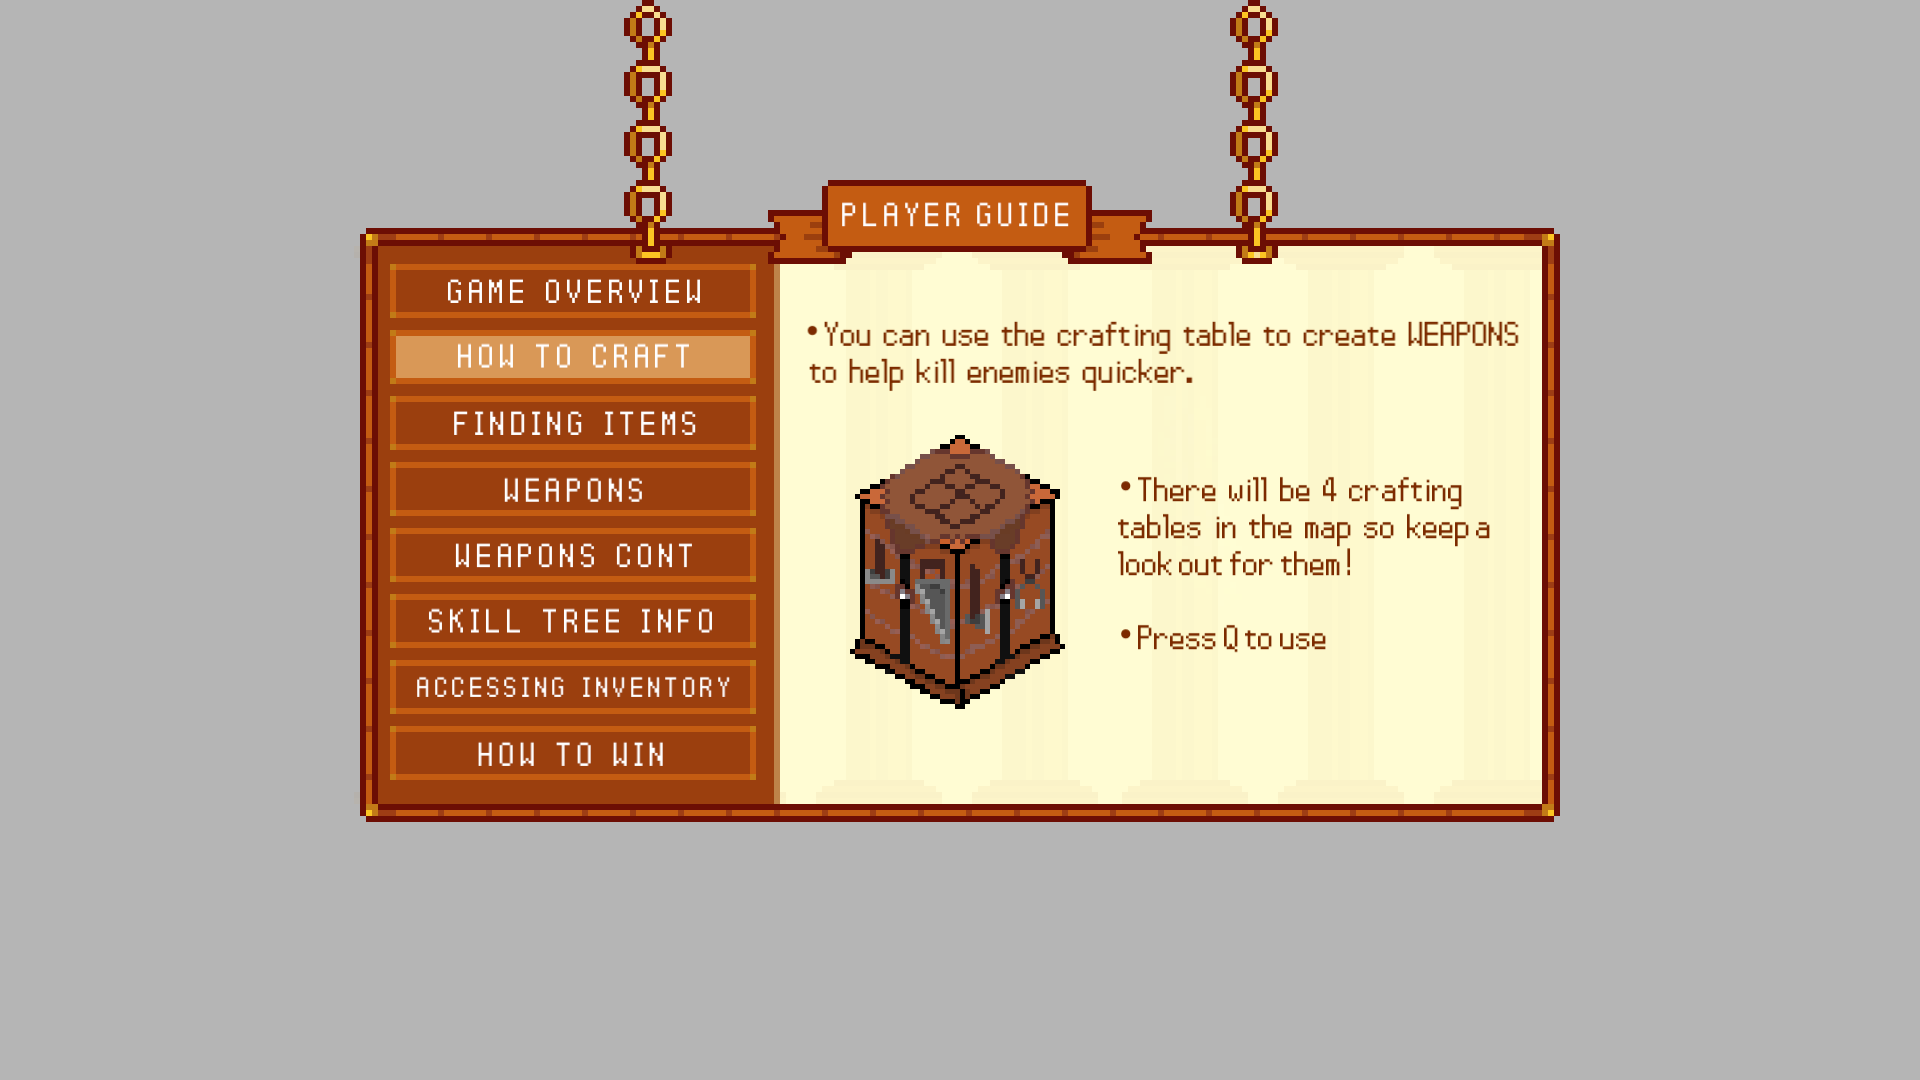 PLAYER GUIDE
GAME OVERVIEW
HOW TO CRAFT
FINDING ITEMS
WEAPONS
WEAPONS CONT
SKILL TREE INFO
ACCESSING INVENTORY
HOW TO WIN
•You can use the crafting table to create WEAPONS
to help kill enemies quicker.
•There will be 4 crafting
tables in the map so keep a
look out for them!
•Press Q to use